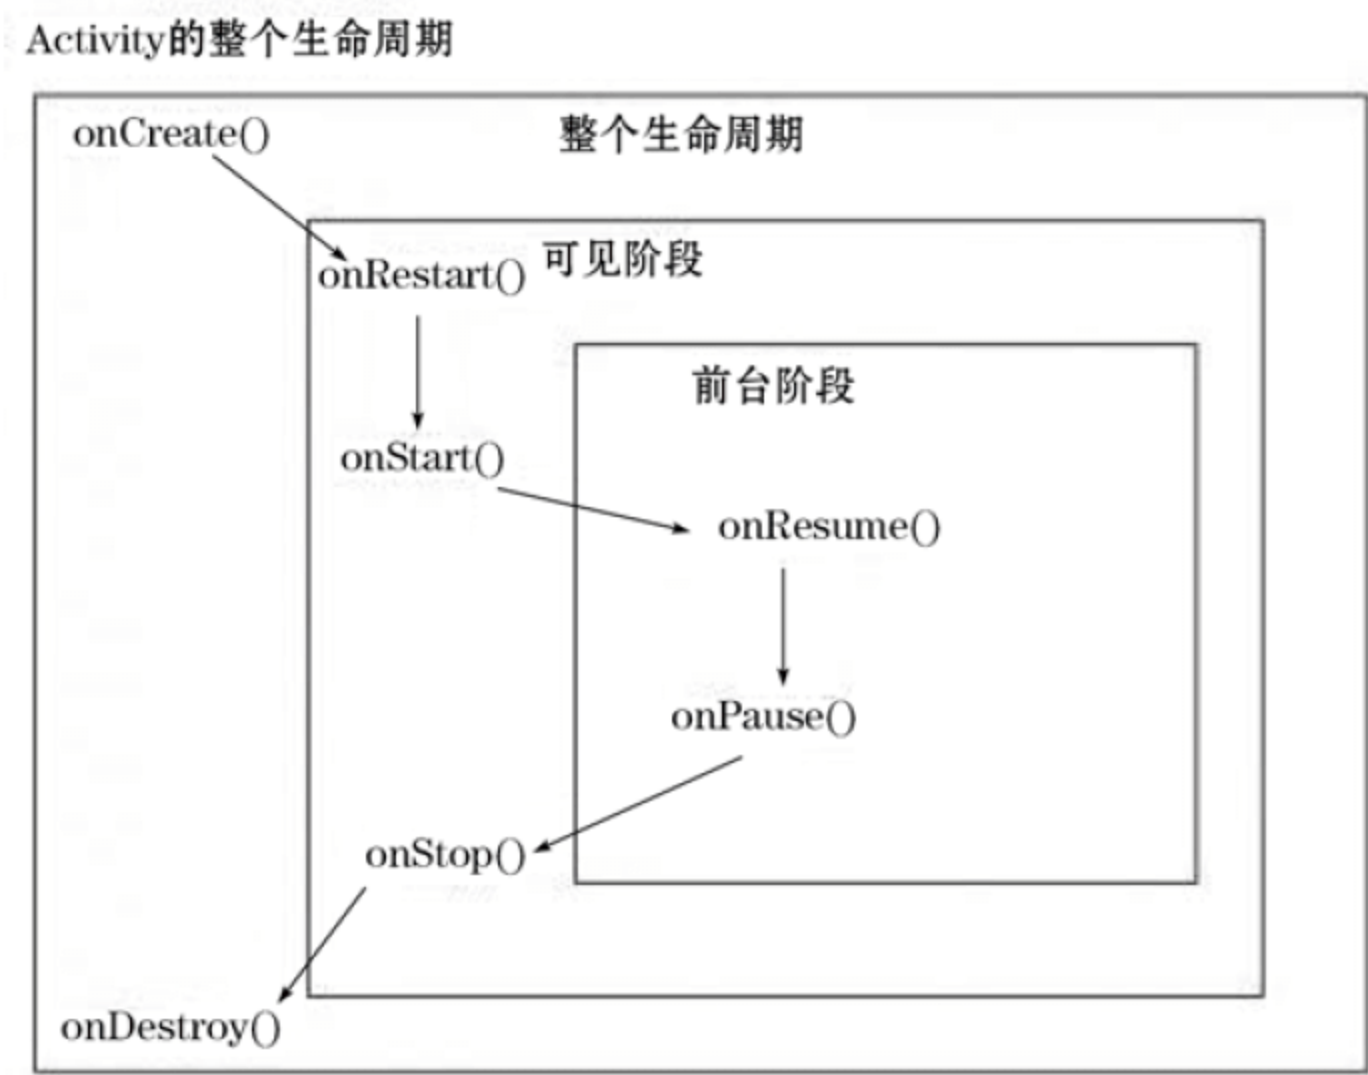 Activity的整个生命周期
onCreate()
整个生命周期
onRestart()
可见阶段
前台阶段
onStart()
onResume()
onPause()
onStop()
onDestroy()